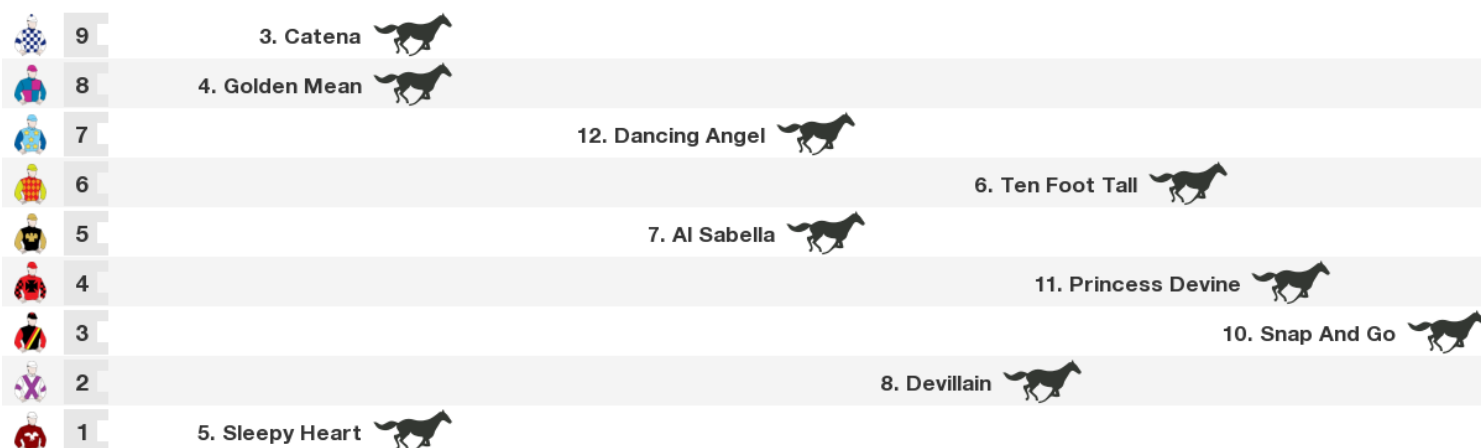 9 3. Catena
8 4. Golden Mean
7 12. Dancing Angel
6 6. Ten Foot Tall
5 7. Al Sabella
4 11. Princess Devine
3 10. Snap And Go
2 8. Devillain
1 5. Sleepy Heart